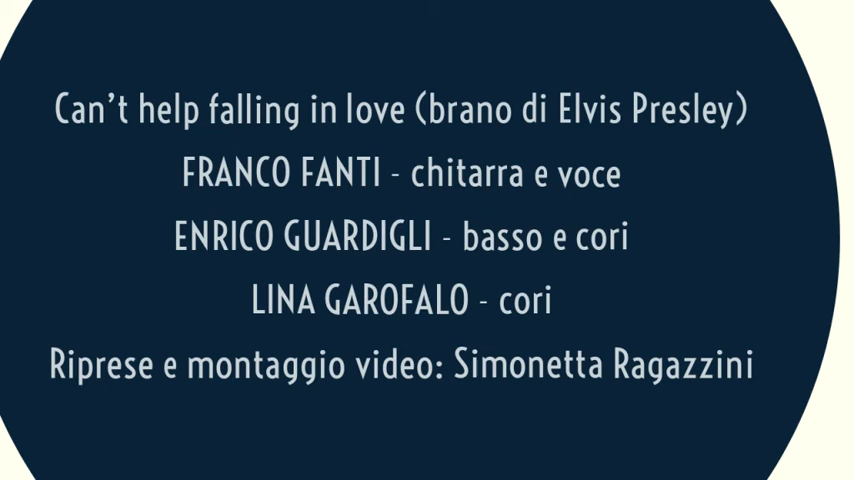 Can't help falling in love (brano di Elvis Presley)
FRANCO FANTI - chitarra e voce
ENRICO GUARDIGLI - basso e cori
LINA GAROFALO - cori
Riprese e montaggio video: Simonetta Ragazzini